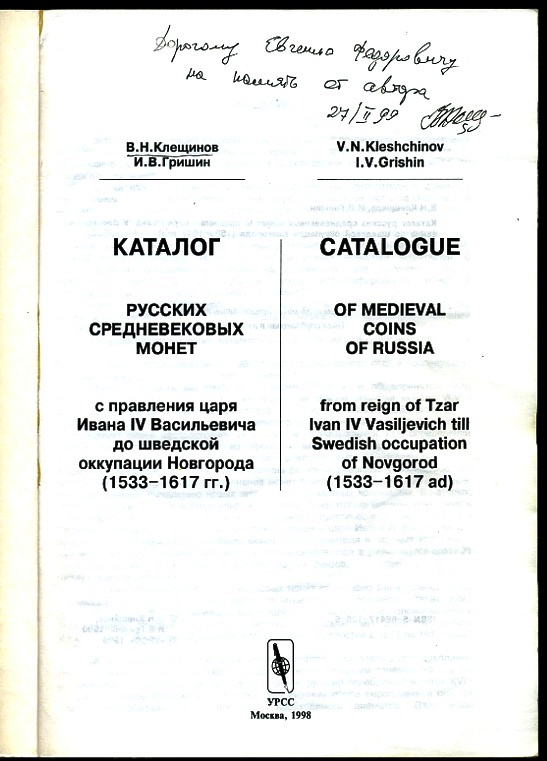 Дорогому Евгению Федоровичу
на память от автора
27/II 99
В.Н.Клещинов
И.В.Гришин
КАТАЛОГ
РУССКИХ
СРЕДНЕВЕКОВЫХ
МОНЕТ
с правления царя
Ивана IV Васильевича
до шведской
оккупации Новгорода
(1533–1617 гг.)
V.N.Kleshchinov
I.V.Grishin
CATALOGUE
OF MEDIEVAL
COINS
OF RUSSIA
from reign of Tzar
Ivan IV Vasiljevich till
Swedish occupation
of Novgorod
(1533–1617 ad)
УРСС
Москва, 1998